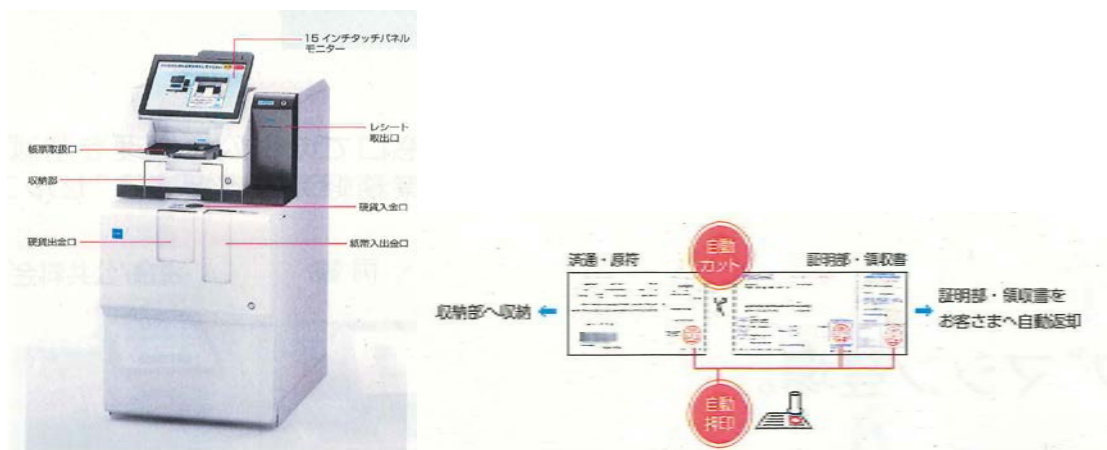 15 インチタッチパネル
モニター
レシート
取出口
帳票取扱口
収納部
硬貨入金口
硬貨出金口
紙幣入出金口
自動
カット
済通・原符
証明部・領収書
収納部へ収納
証明部・領収書を
お客さまへ自動返却
自動
押印